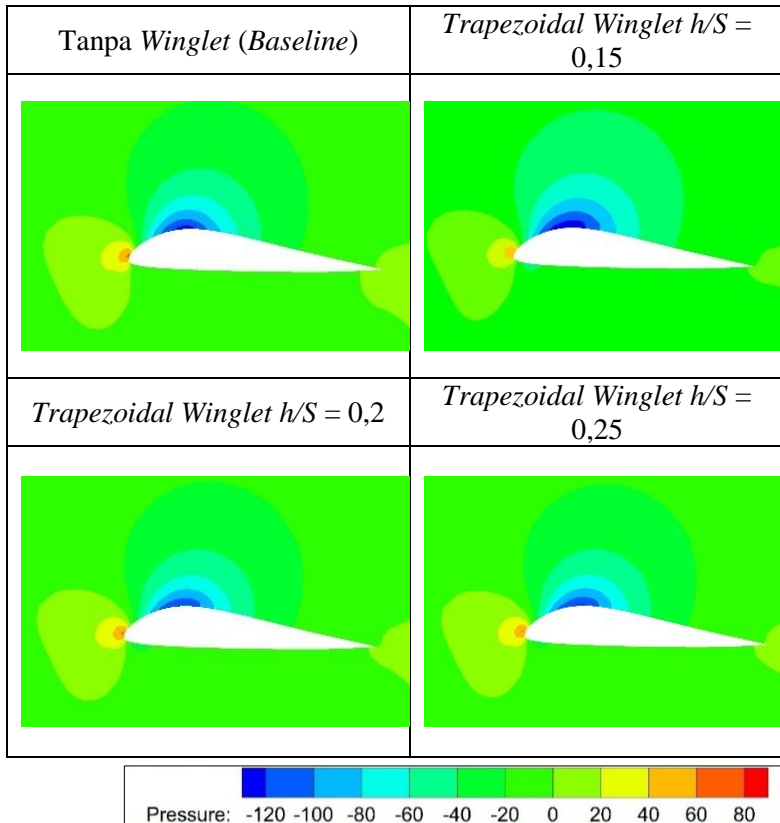 Tanpa Winglet (Baseline)
Trapezoidal Winglet h/S =
0,15
Trapezoidal Winglet h/S = 0,2
Trapezoidal Winglet h/S =
0,25
Pressure: -120 -100 -80 -60 -40 -20 0 20 40 60 80